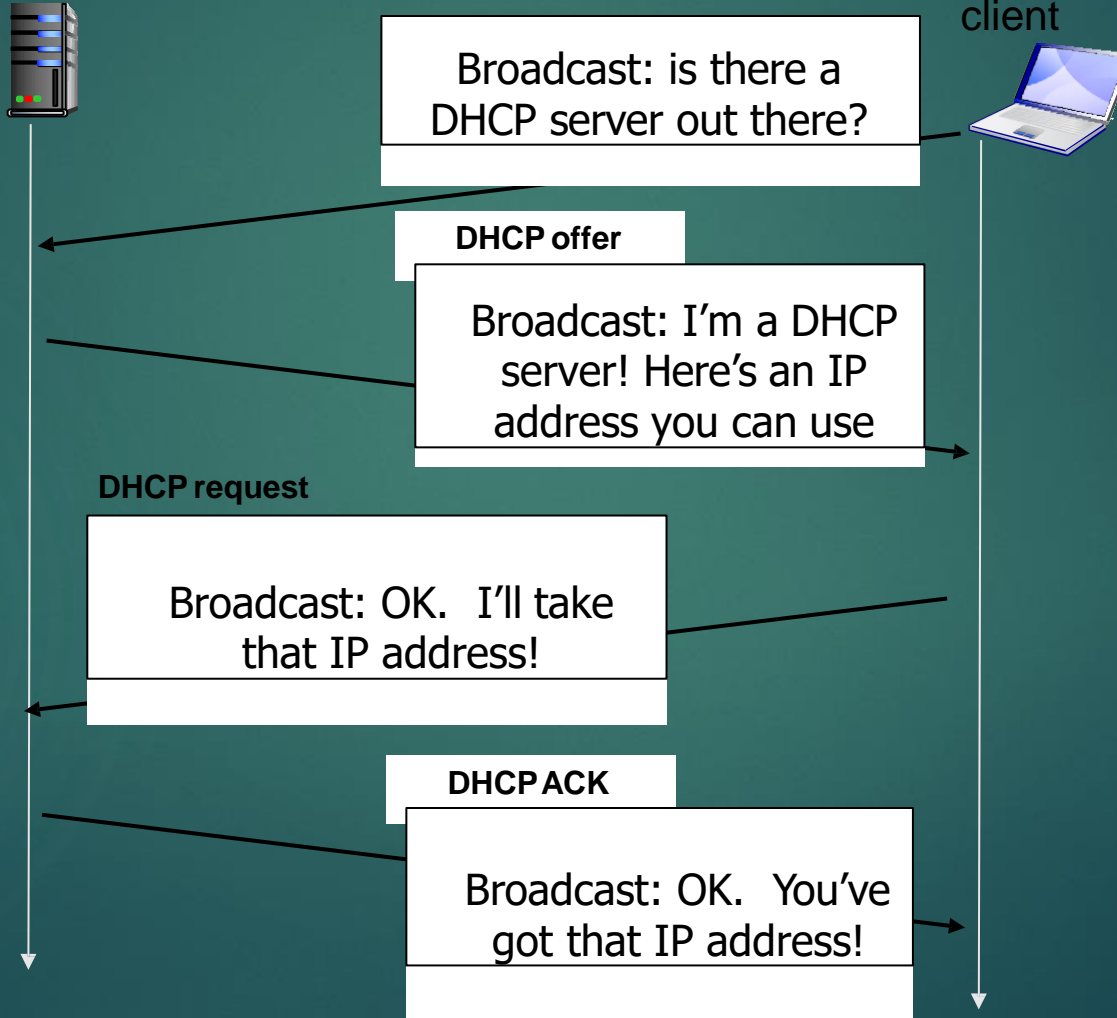 client
Broadcast: is there a
DHCP server out there?
DHCP offer
Broadcast: I’m a DHCP
server! Here’s an IP
address you can use
DHCP request
Broadcast: OK.  I’ll take
that IP address!
DHCP ACK
Broadcast: OK.  You’ve
got that IP address!